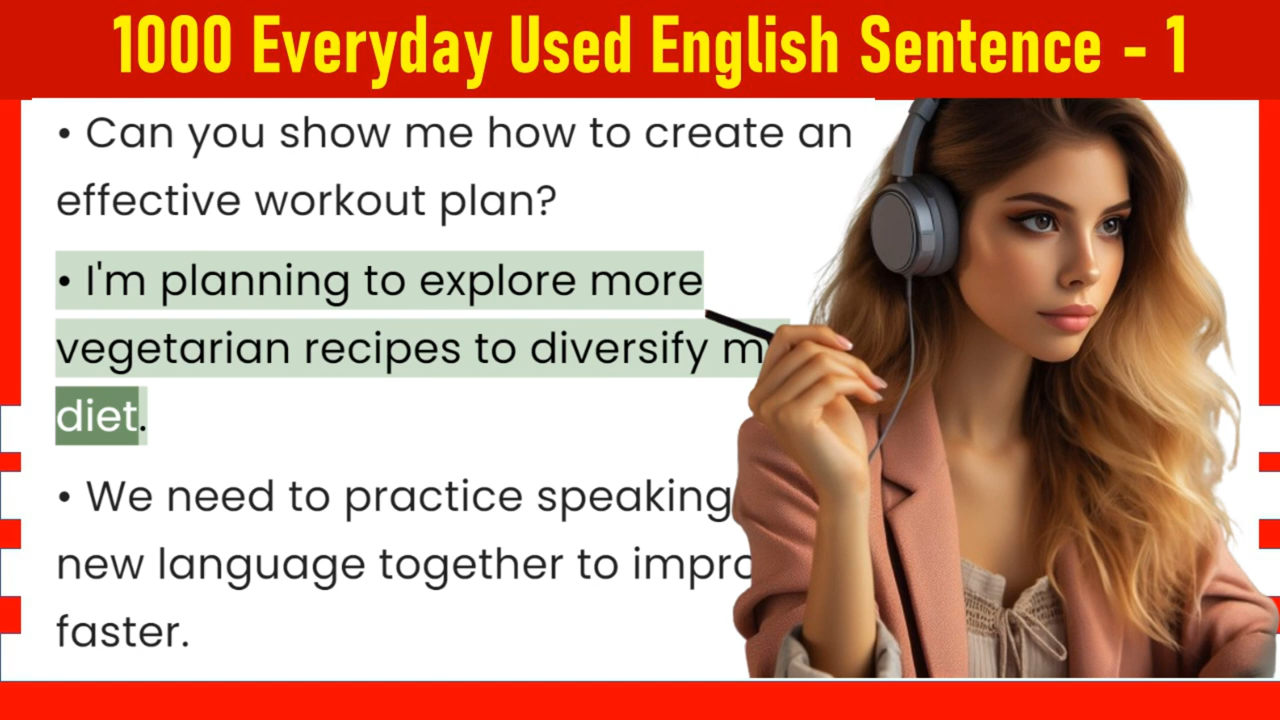 1000 Everyday Used English Sentence - 1
• Can you show me how to create an
effective workout plan?
• I'm planning to explore more
vegetarian recipes to diversify
diet.
• We need to practice speaking
new language together to
faster.